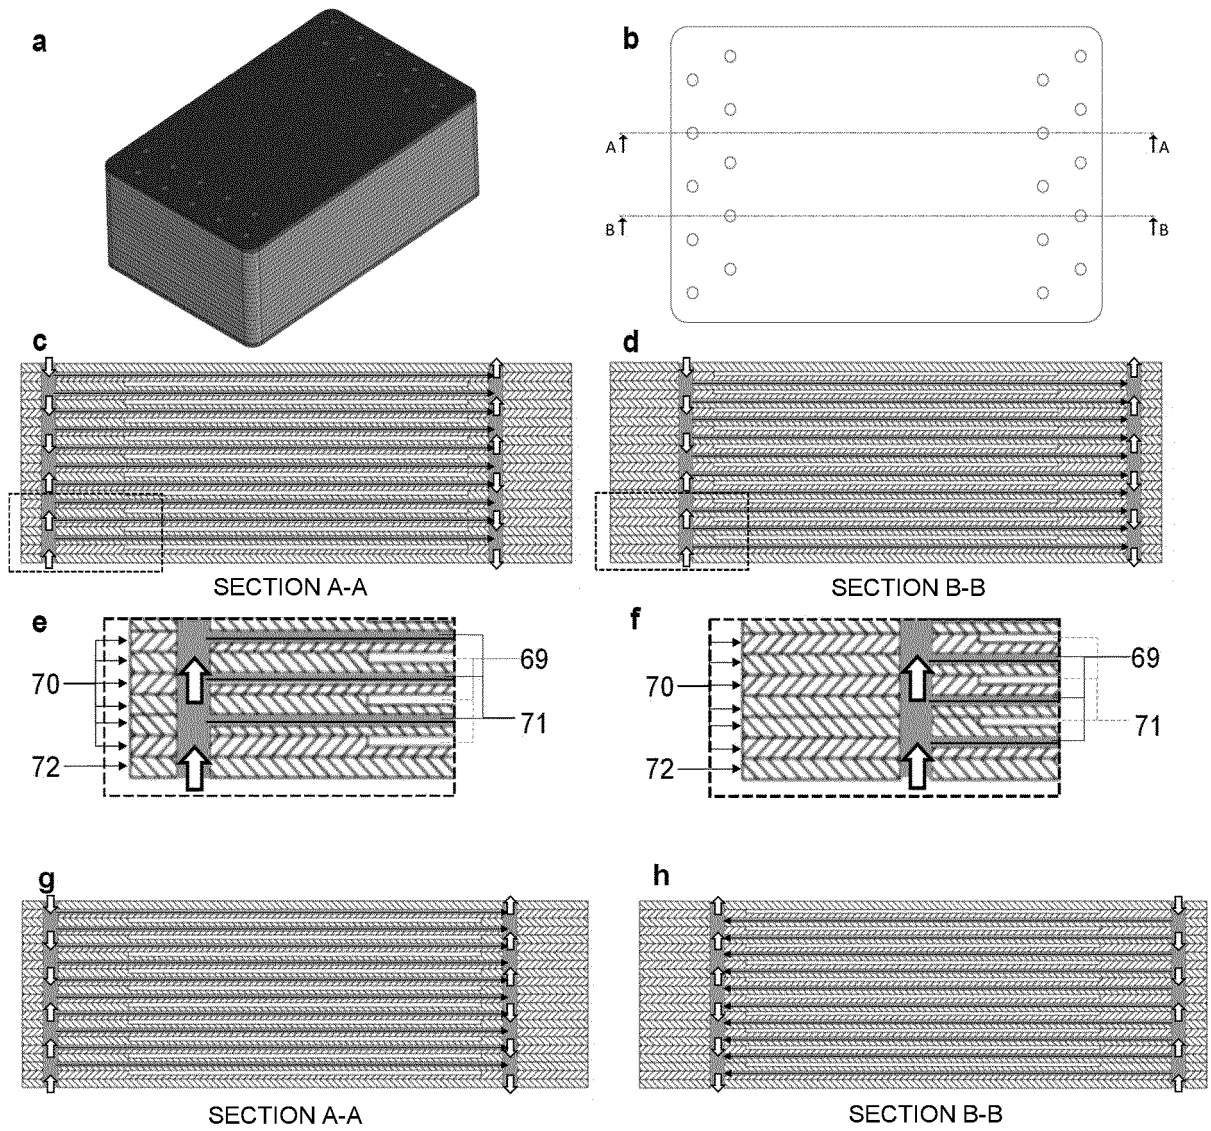 a
b
A A
B B
c
d
SECTION A-A
SECTION B-B
e
f
69
70
71
72
69
70
71
72
g
h
SECTION A-A
SECTION B-B